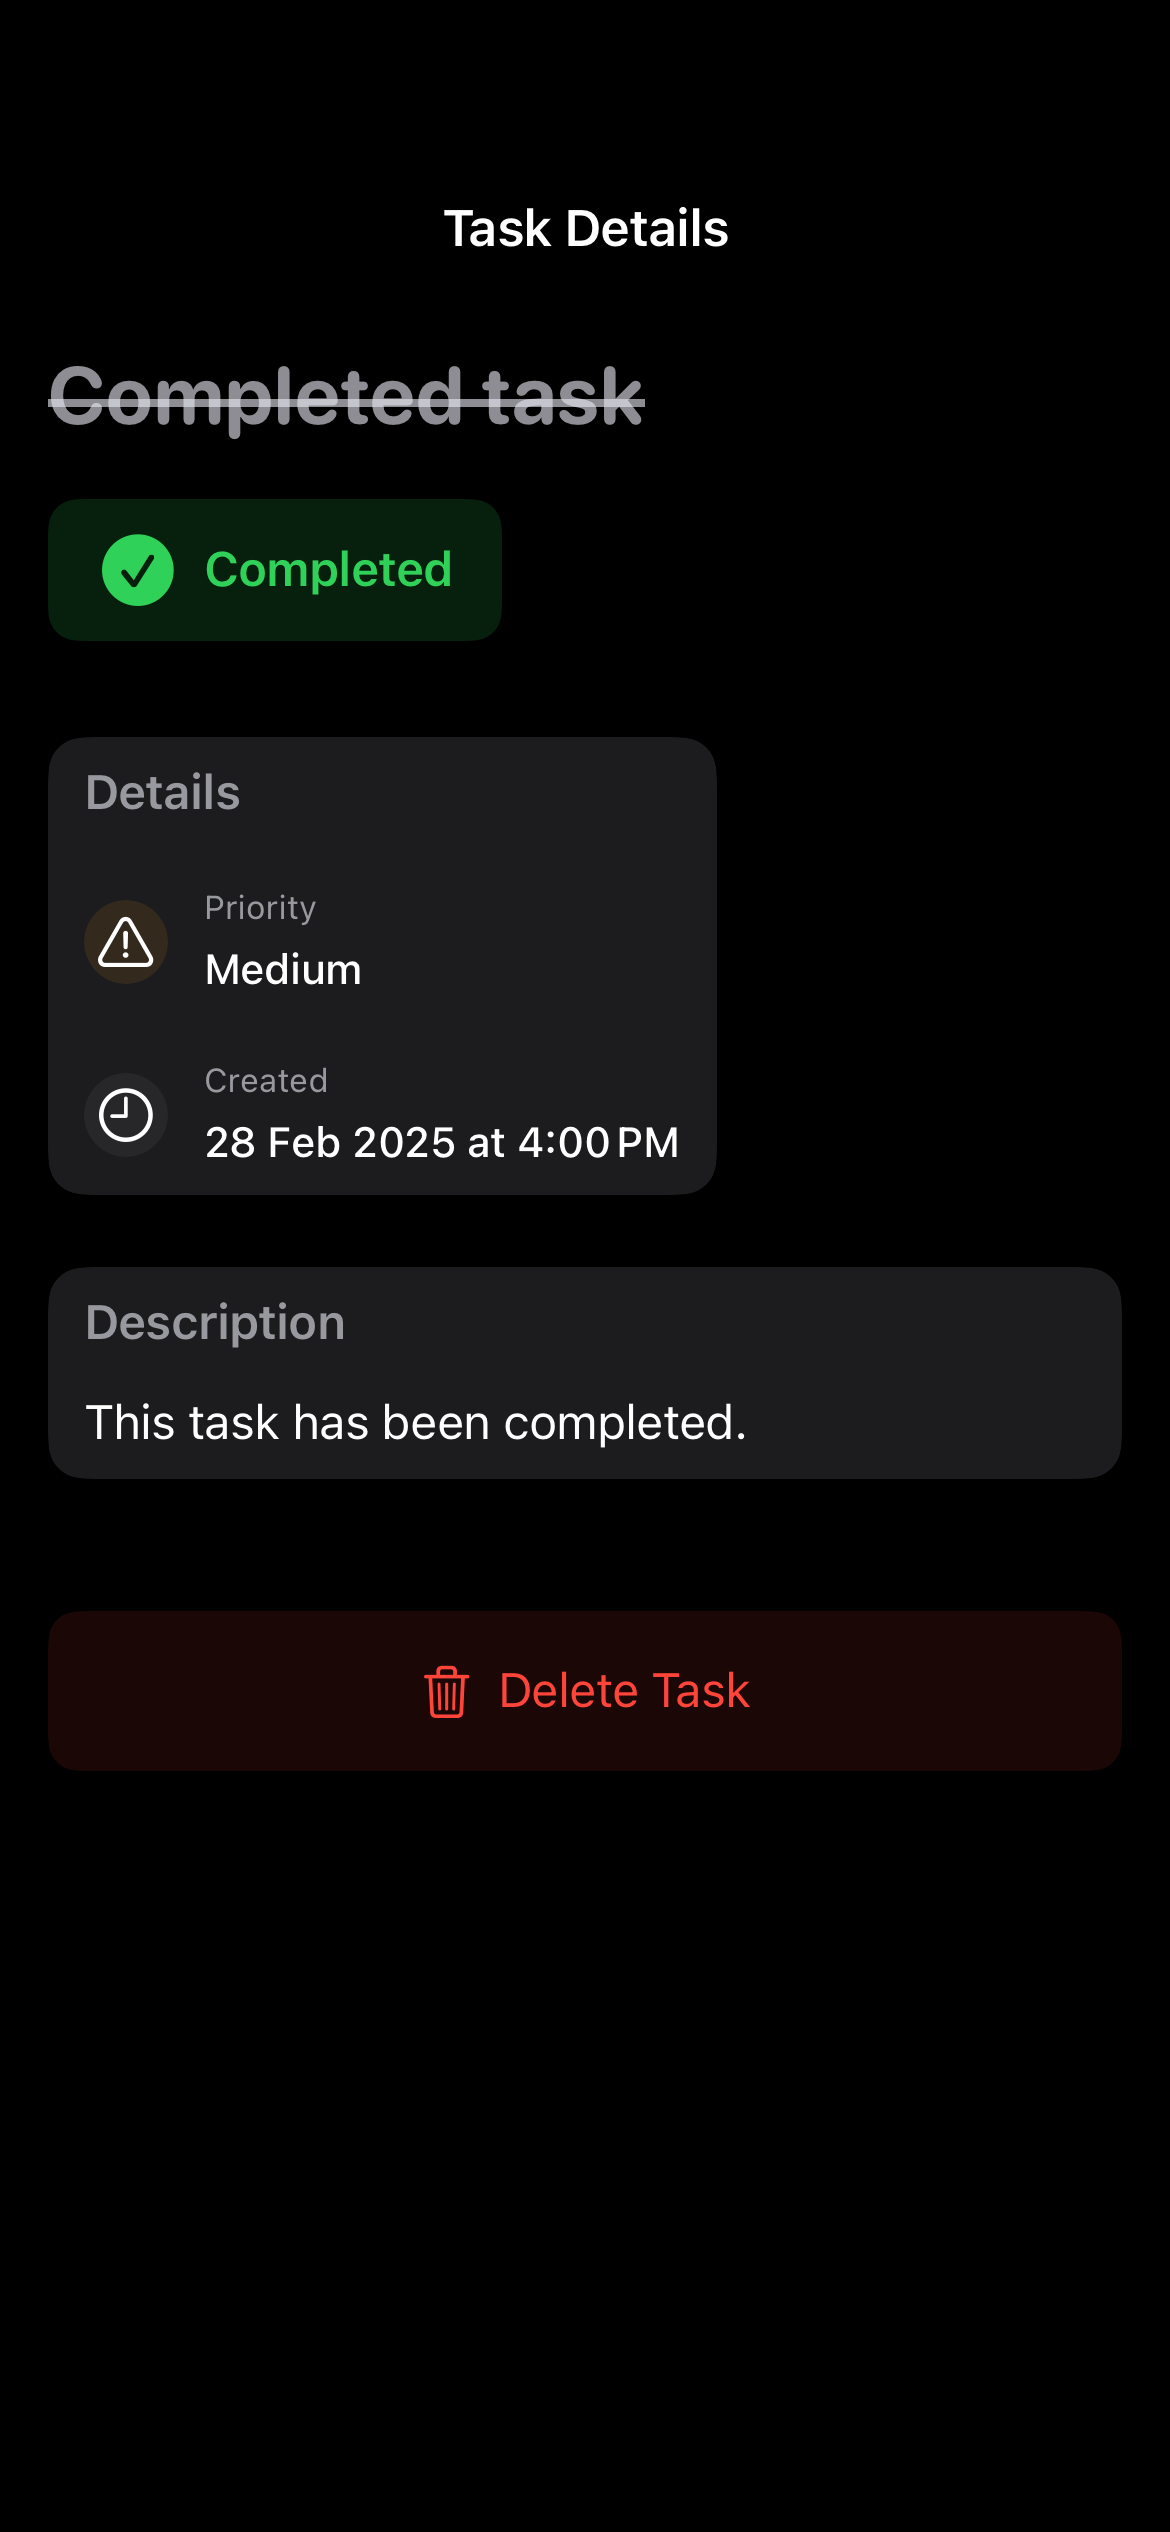 Task Details
Completed task
Completed
Details
Priority
Medium
Created
28 Feb 2025 at 4:00 PM
Description
This task has been completed.
Delete Task